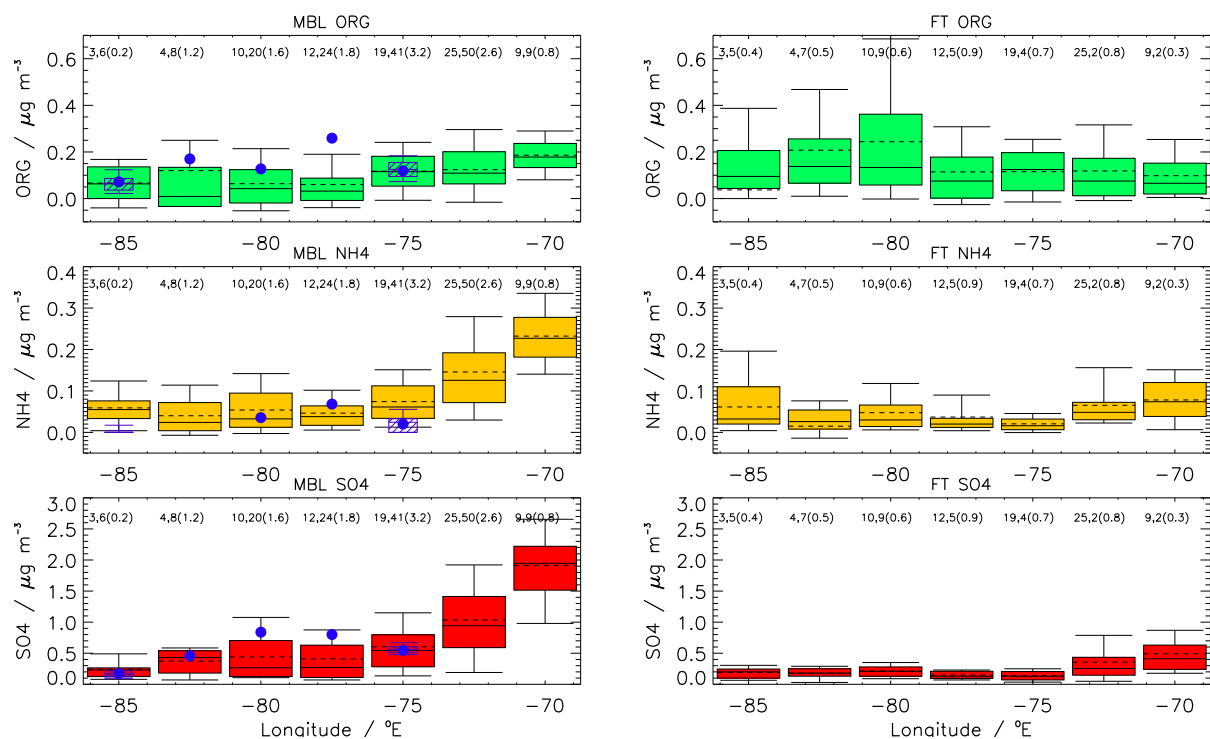 MBL ORG
3,6(0.2) 4,8(1.2) 10,20(1.6) 12,24(1.8) 19,41(3.2) 25,50(2.6) 9,9(0.8)
ORG / μg m⁻³
0.6
0.4
0.2
0.0
−85 −80 −75 −70
FT ORG
3,5(0.4) 4,7(0.5) 10,9(0.6) 12,5(0.9) 19,4(0.7) 25,2(0.8) 9,2(0.3)
ORG / μg m⁻³
0.6
0.4
0.2
0.0
−85 −80 −75 −70
MBL NH4
3,6(0.2) 4,8(1.2) 10,20(1.6) 12,24(1.8) 19,41(3.2) 25,50(2.6) 9,9(0.8)
NH4 / μg m⁻³
0.4
0.3
0.2
0.1
0.0
−85 −80 −75 −70
FT NH4
3,5(0.4) 4,7(0.5) 10,9(0.6) 12,5(0.9) 19,4(0.7) 25,2(0.8) 9,2(0.3)
NH4 / μg m⁻³
0.4
0.3
0.2
0.1
0.0
−85 −80 −75 −70
MBL SO4
3,6(0.2) 4,8(1.2) 10,20(1.6) 12,24(1.8) 19,41(3.2) 25,50(2.6) 9,9(0.8)
SO4 / μg m⁻³
3.0
2.5
2.0
1.5
1.0
0.5
0.0
−85 −80 −75 −70
Longitude / °E
FT SO4
3,5(0.4) 4,7(0.5) 10,9(0.6) 12,5(0.9) 19,4(0.7) 25,2(0.8) 9,2(0.3)
SO4 / μg m⁻³
3.0
2.5
2.0
1.5
1.0
0.5
0.0
−85 −80 −75 −70
Longitude / °E